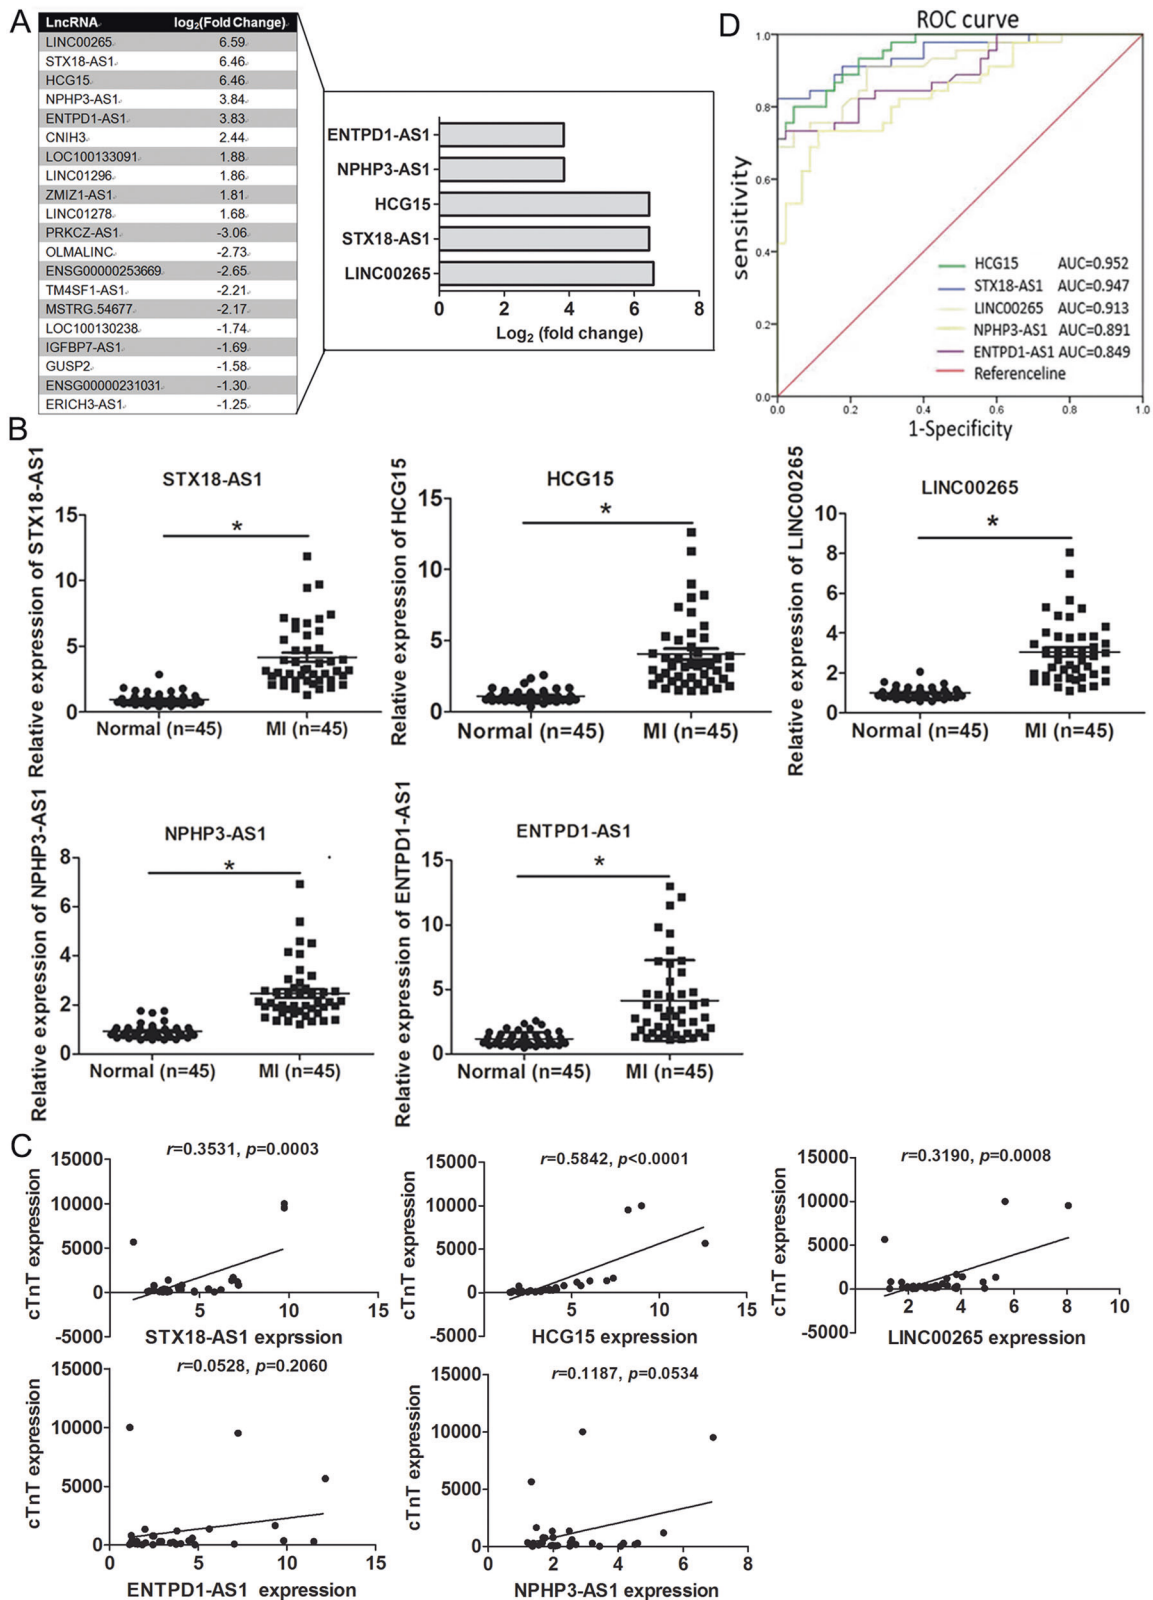 A
LncRNA log2(Fold Change)
LINC00265 6.59
STX18-AS1 6.46
HCG15 6.46
NPHP3-AS1 3.84
ENTPD1-AS1 3.83
CNIH3 2.44
LOC100133091 1.88
LINC01296 1.86
ZMIZ1-AS1 1.81
LINC01278 1.68
PRKCZ-AS1 -3.06
OLMALINC -2.73
ENSG00000253669 -2.65
TM4SF1-AS1 -2.21
MSTRG.54677 -2.17
LOC100130238 -1.74
IGFBP7-AS1 -1.69
GUSP2 -1.58
ENSG00000231031 -1.30
ERICH3-AS1 -1.25
ENTPD1-AS1
NPHP3-AS1
HCG15
STX18-AS1
LINC00265
0 2 4 6 8
Log2 (fold change)
D
ROC curve
sensitivity
1.0
0.8
0.6
0.4
0.2
0.0
HCG15 AUC=0.952
STX18-AS1 AUC=0.947
LINC00265 AUC=0.913
NPHP3-AS1 AUC=0.891
ENTPD1-AS1 AUC=0.849
Referenceline
0.0 0.2 0.4 0.6 0.8 1.0
1-Specificity
B
STX18-AS1
Relative expression of STX18-AS1
15
10
5
0
*
Normal (n=45) MI (n=45)
HCG15
Relative expression of HCG15
15
10
5
0
*
Normal (n=45) MI (n=45)
LINC00265
Relative expression of LINC00265
10
8
6
4
2
0
*
Normal (n=45) MI (n=45)
NPHP3-AS1
Relative expression of NPHP3-AS1
8
6
4
2
0
*
Normal (n=45) MI (n=45)
ENTPD1-AS1
Relative expression of ENTPD1-AS1
15
10
5
0
*
Normal (n=45) MI (n=45)
C
r=0.3531, p=0.0003
cTnT expression
15000
10000
5000
0
-5000
5 10 15
STX18-AS1 exprssion
r=0.5842, p<0.0001
cTnT expression
15000
10000
5000
0
-5000
5 10 15
HCG15 expression
r=0.3190, p=0.0008
cTnT expression
15000
10000
5000
0
-5000
2 4 6 8 10
LINC00265 expression
r=0.0528, p=0.2060
cTnT expression
15000
10000
5000
0
0 5 10 15
ENTPD1-AS1 expression
r=0.1187, p=0.0534
cTnT expression
15000
10000
5000
0
0 2 4 6 8
NPHP3-AS1 expression